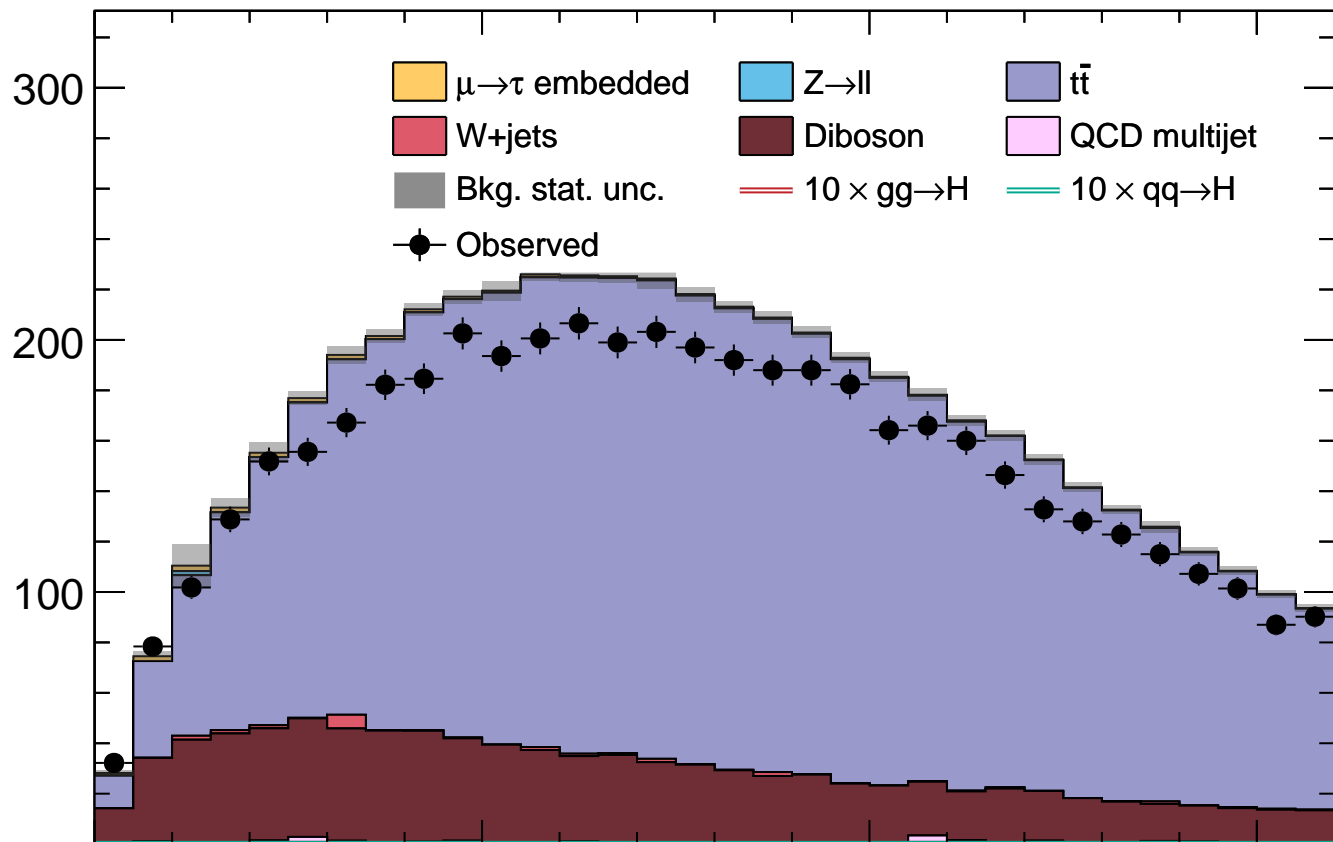 300
μ→τ embedded Z→ll tt̄
W+jets Diboson QCD multijet
Bkg. stat. unc. 10 × gg→H 10 × qq→H
Observed
200
100